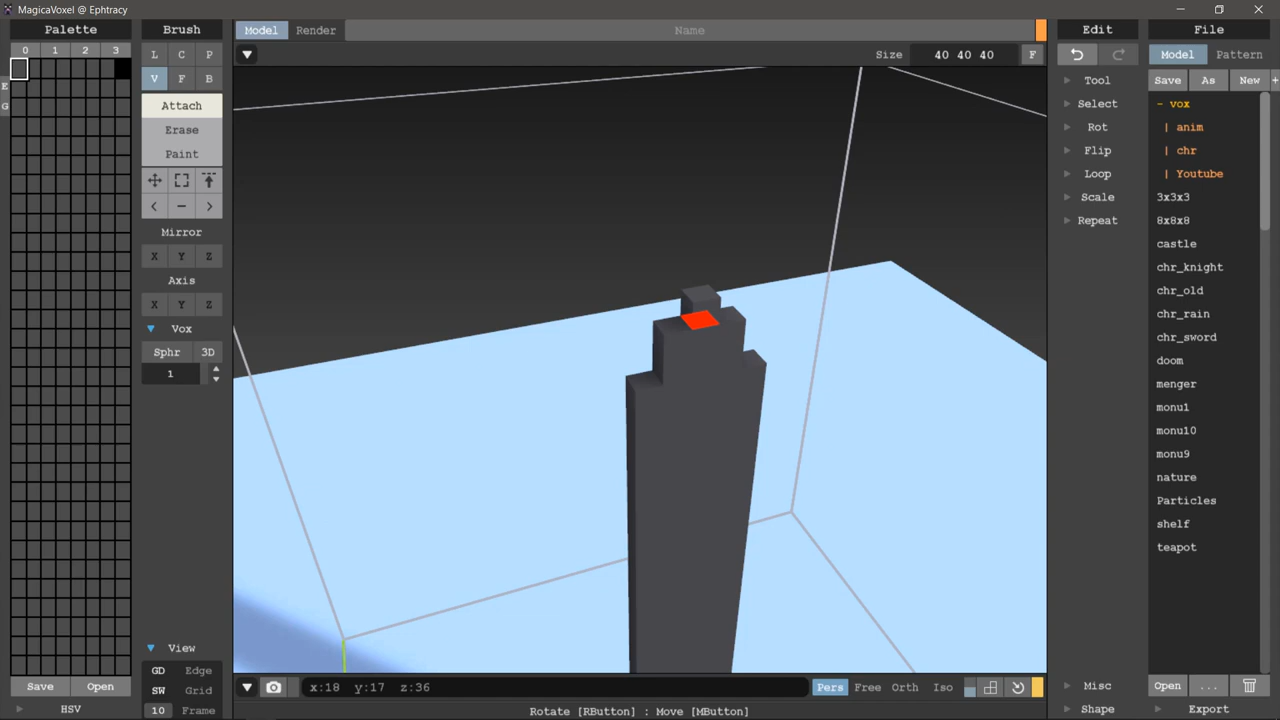 MagicaVoxel @ Ephtracy
Palette
0 1 2 3
E
G
Save Open
HSV
Brush
L C P
V F B
Attach
Erase
Paint
Mirror
X Y Z
Axis
X Y Z
Vox
Sphr 3D
1
View
GD Edge
SW Grid
10 Frame
Model Render Name
Size 40 40 40 F
x:18 y:17 z:36
Pers Free Orth Iso
Rotate [RButton] : Move [MButton]
Edit
Tool
Select
Rot
Flip
Loop
Scale
Repeat
Misc
Shape
File
Model Pattern
Save As New +
- vox
| anim
| chr
| Youtube
3x3x3
8x8x8
castle
chr_knight
chr_old
chr_rain
chr_sword
doom
menger
monu1
monu10
monu9
nature
Particles
shelf
teapot
Open ...
Export